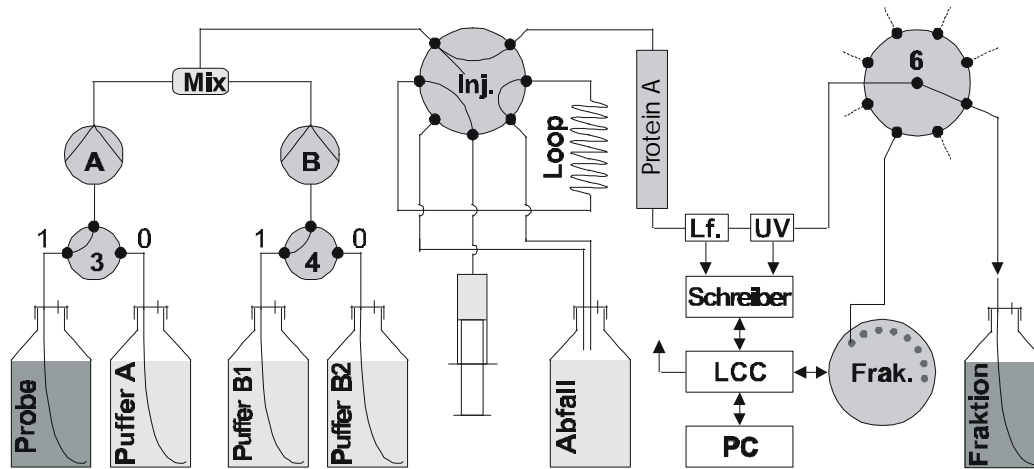 Mix
Inj.
6
Protein A
Loop
A
B
Lf.
UV
1
3
0
1
4
0
Schreiber
LCC
Frak.
PC
Probe
Puffer A
Puffer B1
Puffer B2
Abfall
Fraktion